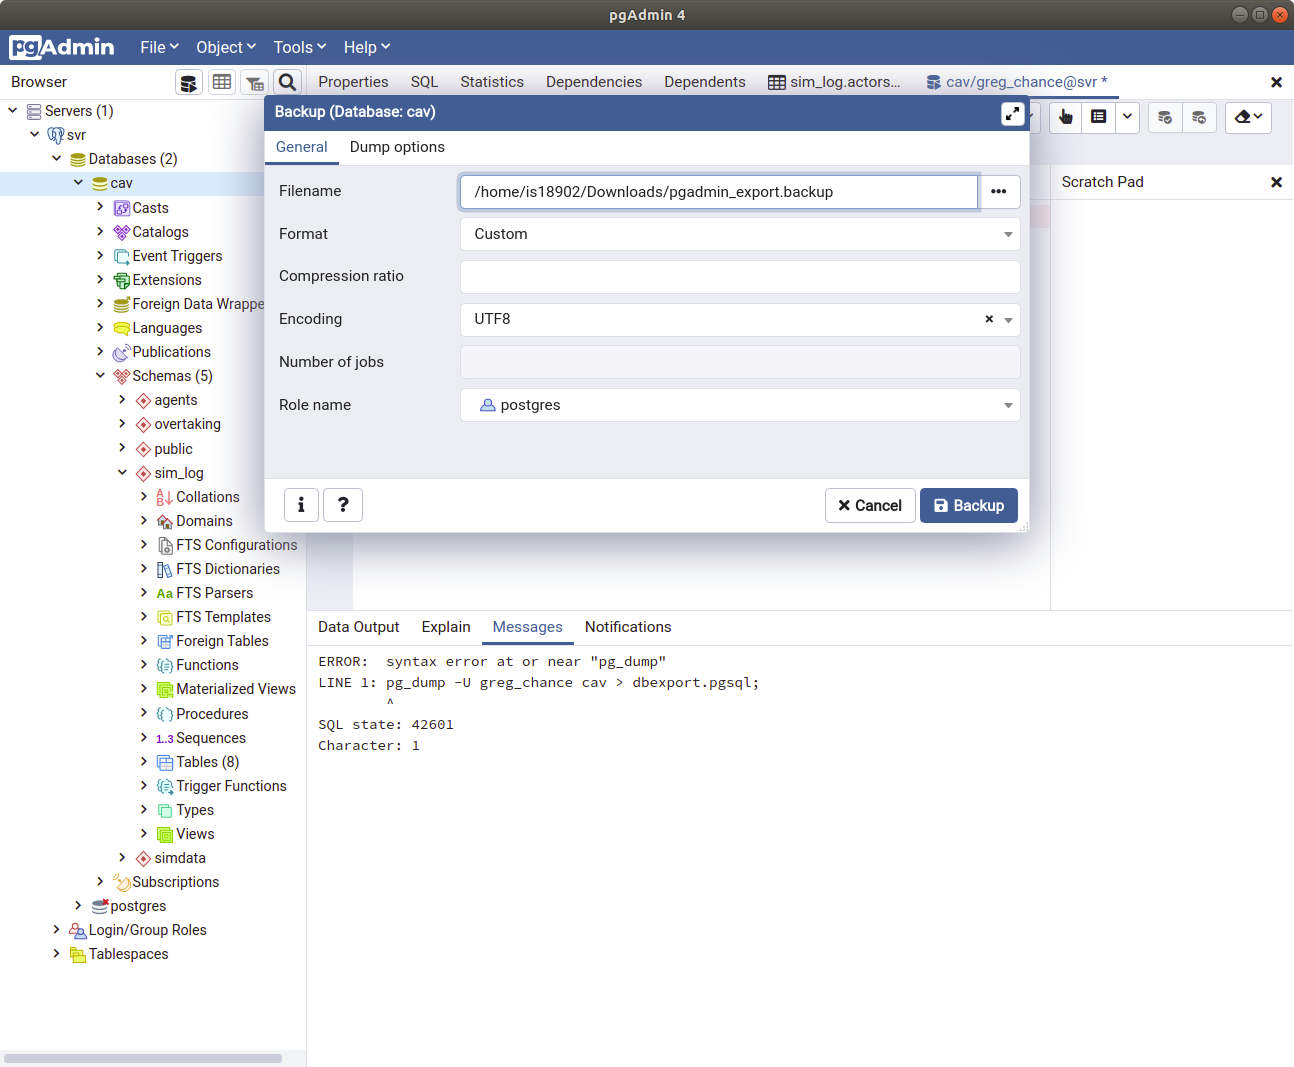 pgAdmin 4
pgAdmin File Object Tools Help
Browser
Properties SQL Statistics Dependencies Dependents sim_log.actors... cav/greg_chance@svr *
Servers (1)
svr
Databases (2)
cav
Casts
Catalogs
Event Triggers
Extensions
Foreign Data Wrappe
Languages
Publications
Schemas (5)
agents
overtaking
public
sim_log
Collations
Domains
FTS Configurations
FTS Dictionaries
Aa FTS Parsers
FTS Templates
Foreign Tables
Functions
Materialized Views
Procedures
1..3 Sequences
Tables (8)
Trigger Functions
Types
Views
simdata
Subscriptions
postgres
Login/Group Roles
Tablespaces
Backup (Database: cav)
General Dump options
Filename /home/is18902/Downloads/pgadmin_export.backup
Format Custom
Compression ratio
Encoding UTF8
Number of jobs
Role name postgres
i ? Cancel Backup
Scratch Pad
Data Output Explain Messages Notifications
ERROR:  syntax error at or near "pg_dump"
LINE 1: pg_dump -U greg_chance cav > dbexport.pgsql;
^
SQL state: 42601
Character: 1